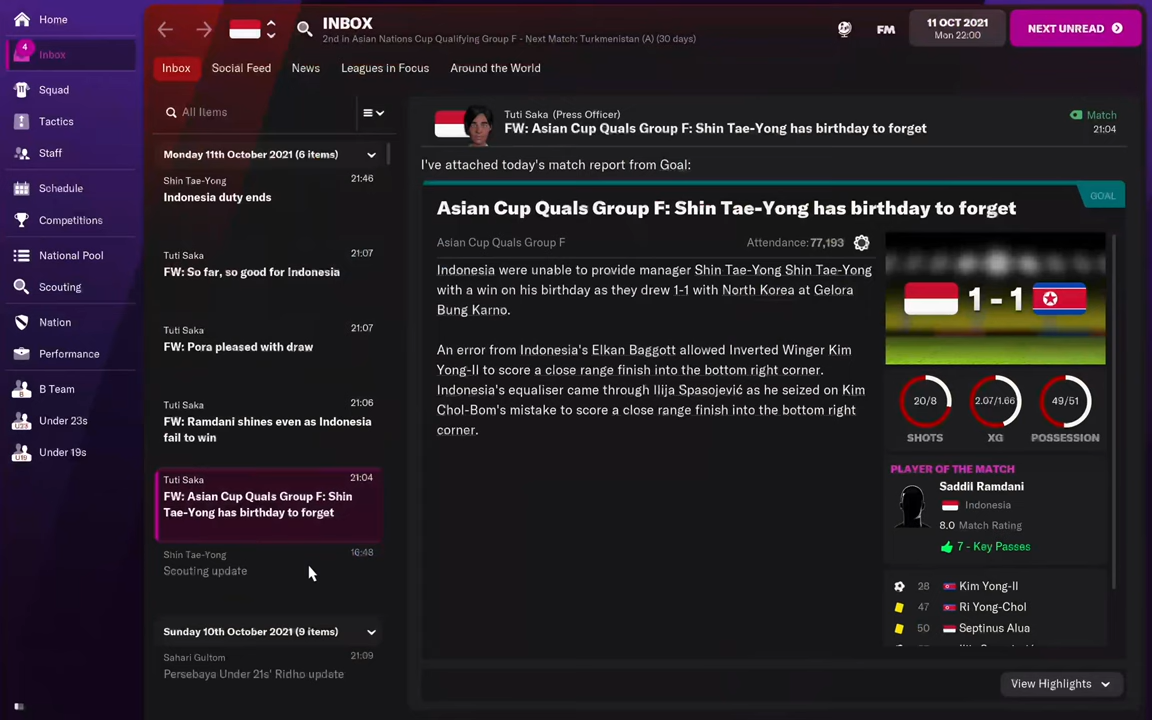 Home
4
Inbox
Squad
Tactics
Staff
Schedule
Competitions
National Pool
Scouting
Nation
Performance
B Team
Under 23s
Under 19s
INBOX
2nd in Asian Nations Cup Qualifying Group F - Next Match: Turkmenistan (A) (30 days)
FM
11 OCT 2021
Mon 22:00
NEXT UNREAD
Inbox
Social Feed
News
Leagues in Focus
Around the World
All Items
Monday 11th October 2021 (6 items)
Shin Tae-Yong
21:46
Indonesia duty ends
Tuti Saka
21:07
FW: So far, so good for Indonesia
Tuti Saka
21:07
FW: Pora pleased with draw
Tuti Saka
21:06
FW: Ramdani shines even as Indonesia
fail to win
Tuti Saka
21:04
FW: Asian Cup Quals Group F: Shin
Tae-Yong has birthday to forget
Shin Tae-Yong
16:48
Scouting update
Sunday 10th October 2021 (9 items)
Sahari Gultom
21:09
Persebaya Under 21s' Ridho update
Tuti Saka (Press Officer)
FW: Asian Cup Quals Group F: Shin Tae-Yong has birthday to forget
Match
21:04
I've attached today's match report from Goal:
GOAL
Asian Cup Quals Group F: Shin Tae-Yong has birthday to forget
Asian Cup Quals Group F
Attendance: 77,193
Indonesia were unable to provide manager Shin Tae-Yong Shin Tae-Yong
with a win on his birthday as they drew 1-1 with North Korea at Gelora
Bung Karno.
An error from Indonesia's Elkan Baggott allowed Inverted Winger Kim
Yong-Il to score a close range finish into the bottom right corner.
Indonesia's equaliser came through Ilija Spasojević as he seized on Kim
Chol-Bom's mistake to score a close range finish into the bottom right
corner.
1 - 1
20/8
2.07/1.66
49/51
SHOTS
XG
POSSESSION
PLAYER OF THE MATCH
Saddil Ramdani
Indonesia
8.0 Match Rating
7 - Key Passes
28 Kim Yong-Il
47 Ri Yong-Chol
50 Septinus Alua
View Highlights